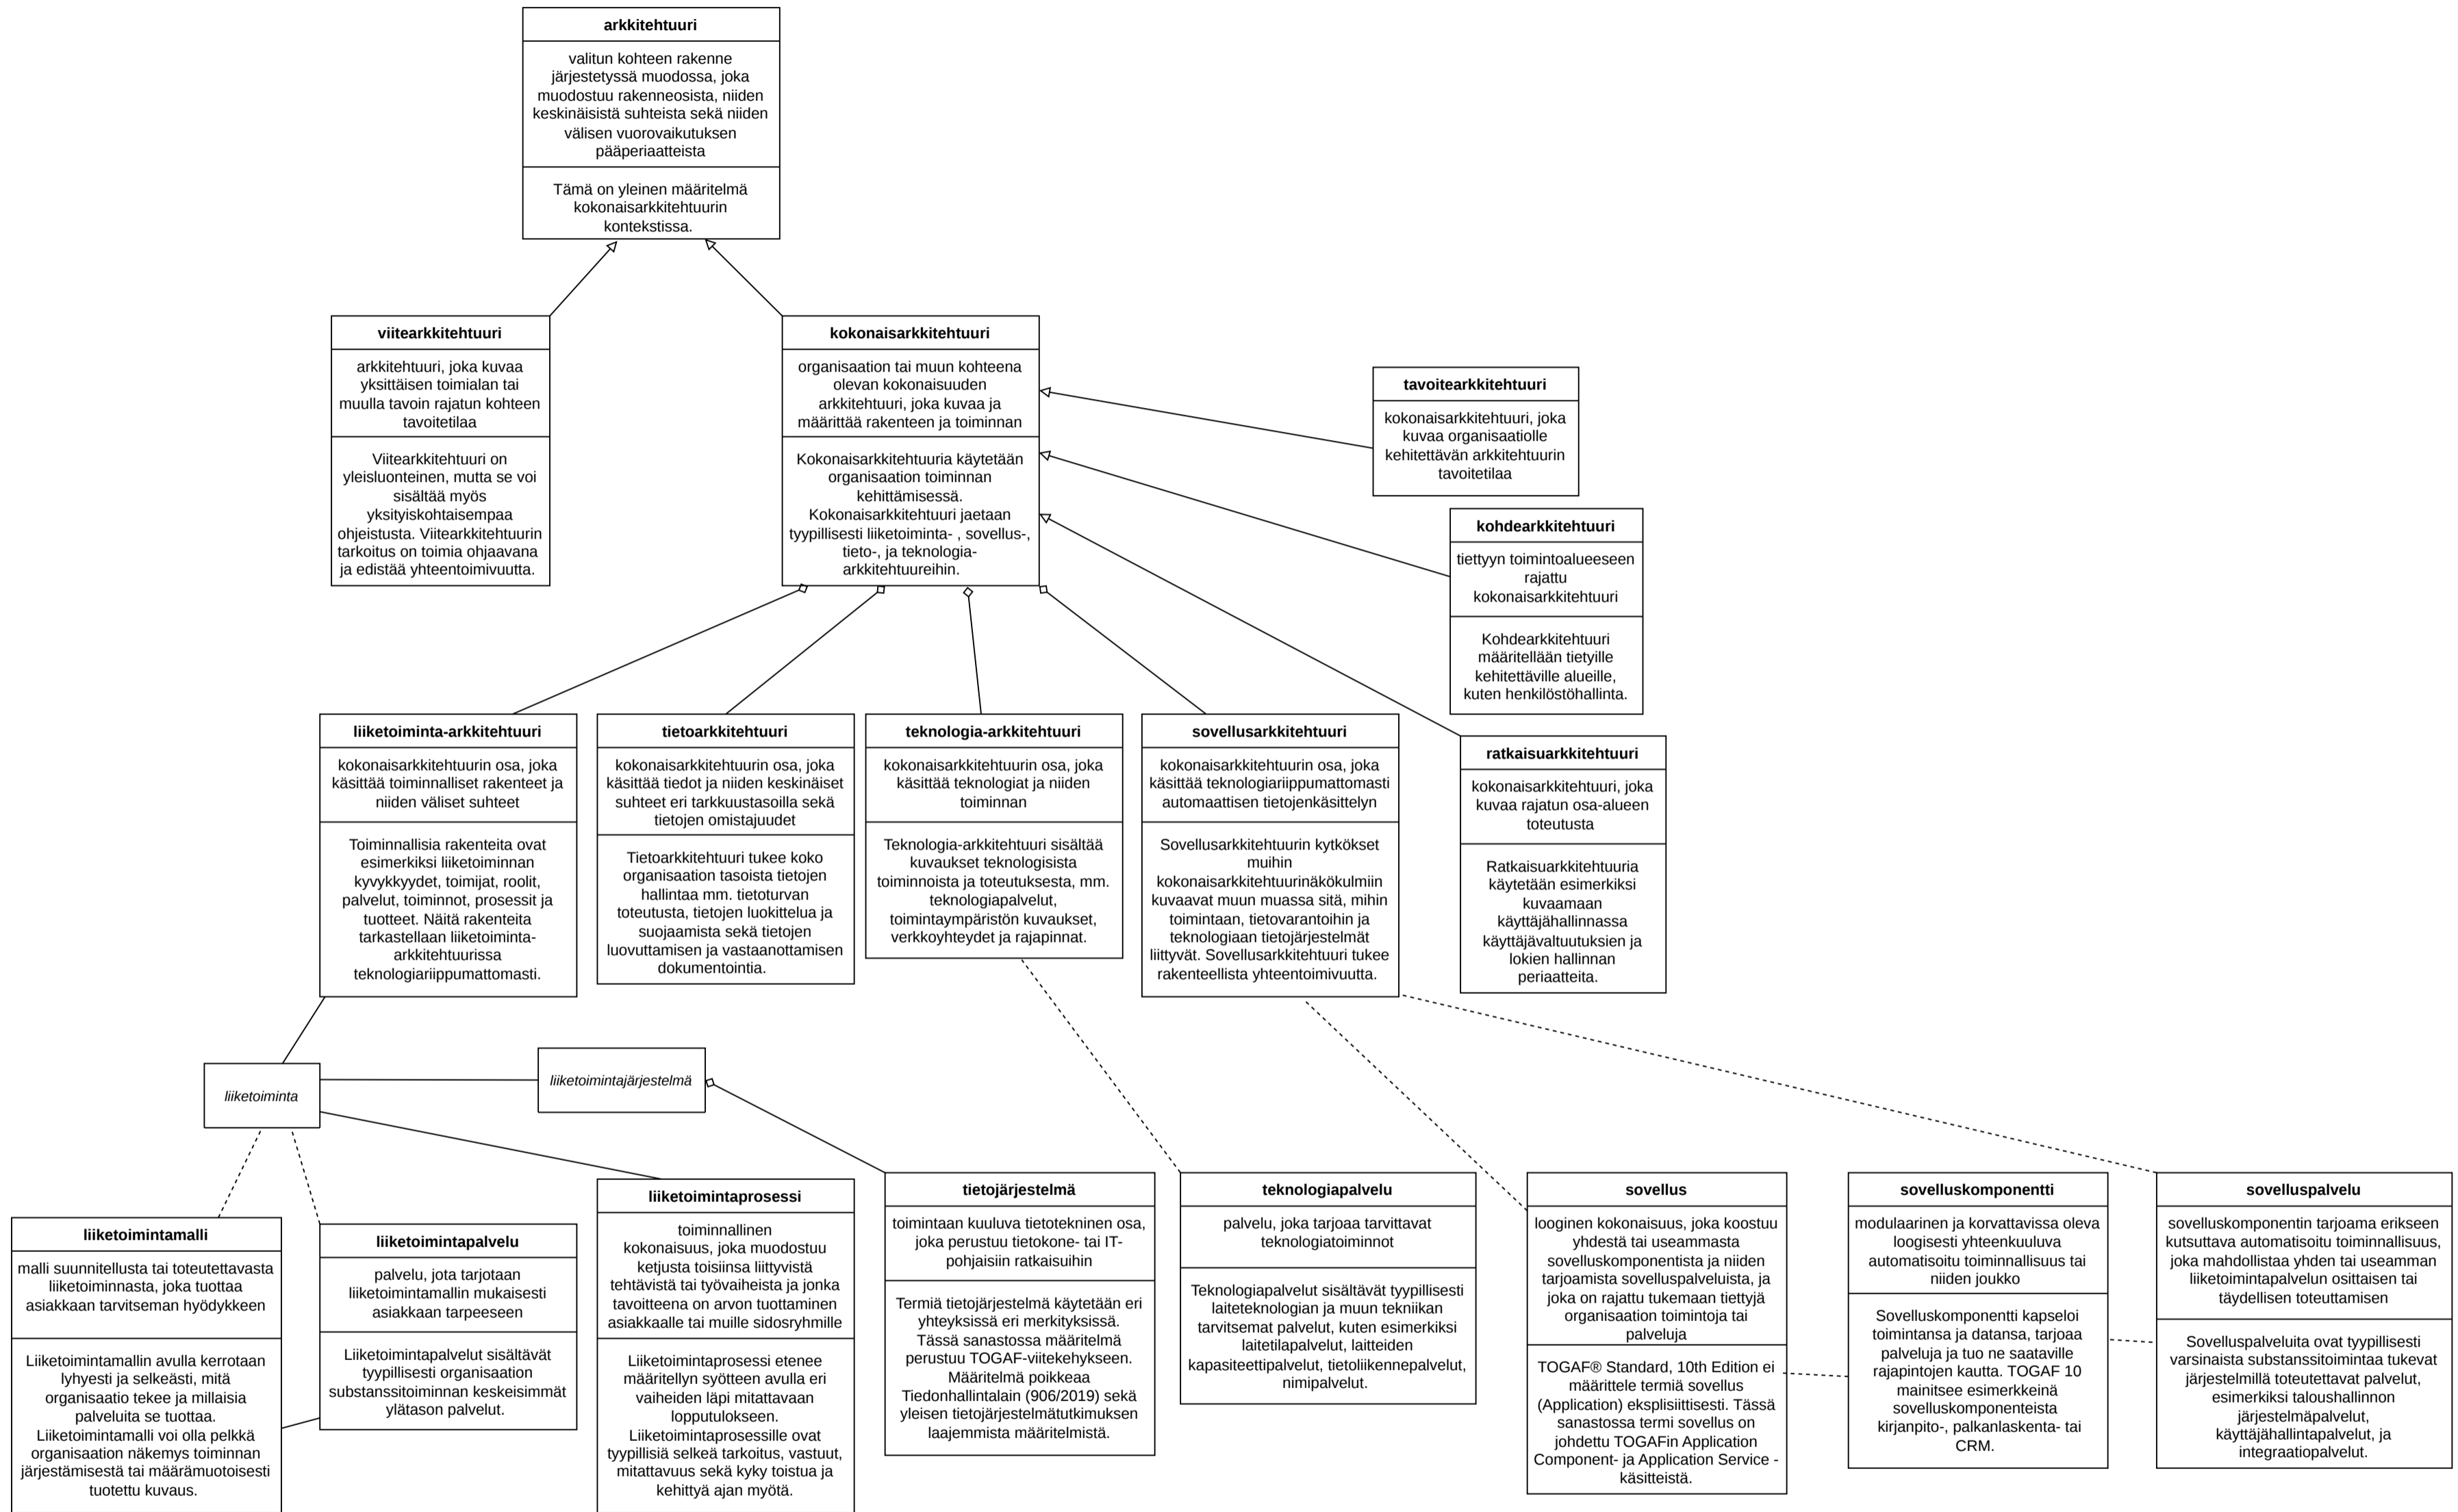 arkkitehtuuri
valitun kohteen rakenne
järjestetyssä muodossa, joka
muodostuu rakenneosista, niiden
keskinäisistä suhteista sekä niiden
välisen vuorovaikutuksen
pääperiaatteista
Tämä on yleinen määritelmä
kokonaisarkkitehtuurin
kontekstissa.
viitearkkitehtuuri
arkkitehtuuri, joka kuvaa
yksittäisen toimialan tai
muulla tavoin rajatun kohteen
tavoitetilaa
Viitearkkitehtuuri on
yleisluonteinen, mutta se voi
sisältää myös
yksityiskohtaisempaa
ohjeistusta. Viitearkkitehtuurin
tarkoitus on toimia ohjaavana
ja edistää yhteentoimivuutta.
kokonaisarkkitehtuuri
organisaation tai muun kohteena
olevan kokonaisuuden
arkkitehtuuri, joka kuvaa ja
määrittää rakenteen ja toiminnan
Kokonaisarkkitehtuuria käytetään
organisaation toiminnan
kehittämisessä.
Kokonaisarkkitehtuuri jaetaan
tyypillisesti liiketoiminta- , sovellus-,
tieto-, ja teknologia-
arkkitehtuureihin.
tavoitearkkitehtuuri
kokonaisarkkitehtuuri, joka
kuvaa organisaatiolle
kehitettävän arkkitehtuurin
tavoitetilaa
kohdearkkitehtuuri
tiettyyn toimintoalueeseen
rajattu
kokonaisarkkitehtuuri
Kohdearkkitehtuuri
määritellään tietyille
kehitettäville alueille,
kuten henkilöstöhallinta.
liiketoiminta-arkkitehtuuri
kokonaisarkkitehtuurin osa, joka
käsittää toiminnalliset rakenteet ja
niiden väliset suhteet
Toiminnallisia rakenteita ovat
esimerkiksi liiketoiminnan
kyvykkyydet, toimijat, roolit,
palvelut, toiminnot, prosessit ja
tuotteet. Näitä rakenteita
tarkastellaan liiketoiminta-
arkkitehtuurissa
teknologiariippumattomasti.
tietoarkkitehtuuri
kokonaisarkkitehtuurin osa, joka
käsittää tiedot ja niiden keskinäiset
suhteet eri tarkkuustasoilla sekä
tietojen omistajuudet
Tietoarkkitehtuuri tukee koko
organisaation tasoista tietojen
hallintaa mm. tietoturvan
toteutusta, tietojen luokittelua ja
suojaamista sekä tietojen
luovuttamisen ja vastaanottamisen
dokumentointia.
teknologia-arkkitehtuuri
kokonaisarkkitehtuurin osa, joka
käsittää teknologiat ja niiden
toiminnan
Teknologia-arkkitehtuuri sisältää
kuvaukset teknologisista
toiminnoista ja toteutuksesta, mm.
teknologiapalvelut,
toimintaympäristön kuvaukset,
verkkoyhteydet ja rajapinnat.
sovellusarkkitehtuuri
kokonaisarkkitehtuurin osa, joka
käsittää teknologiariippumattomasti
automaattisen tietojenkäsittelyn
Sovellusarkkitehtuurin kytkökset
muihin
kokonaisarkkitehtuurinäkökulmiin
kuvaavat muun muassa sitä, mihin
toimintaan, tietovarantoihin ja
teknologiaan tietojärjestelmät
liittyvät. Sovellusarkkitehtuuri tukee
rakenteellista yhteentoimivuutta.
ratkaisuarkkitehtuuri
kokonaisarkkitehtuuri, joka
kuvaa rajatun osa-alueen
toteutusta
Ratkaisuarkkitehtuuria
käytetään esimerkiksi
kuvaamaan
käyttäjähallinnassa
käyttäjävaltuutuksien ja
lokien hallinnan
periaatteita.
liiketoiminta
liiketoimintajärjestelmä
liiketoimintamalli
malli suunnitellusta tai toteutettavasta
liiketoiminnasta, joka tuottaa
asiakkaan tarvitseman hyödykkeen
Liiketoimintamallin avulla kerrotaan
lyhyesti ja selkeästi, mitä
organisaatio tekee ja millaisia
palveluita se tuottaa.
Liiketoimintamalli voi olla pelkkä
organisaation näkemys toiminnan
järjestämisestä tai määrämuotoisesti
tuotettu kuvaus.
liiketoimintapalvelu
palvelu, jota tarjotaan
liiketoimintamallin mukaisesti
asiakkaan tarpeeseen
Liiketoimintapalvelut sisältävät
tyypillisesti organisation
substanssitoiminnan keskeisimmät
ylätason palvelut.
liiketoimintaprosessi
toiminnallinen
kokonaisuus, joka muodostuu
ketjusta toisiinsa liittyvistä
tehtävistä tai työvaiheista ja jonka
tavoitteena on arvon tuottaminen
asiakkaalle tai muille sidosryhmille
Liiketoimintaprosessi etenee
määritellyn syötteen avulla eri
vaiheiden läpi mitattavaan
lopputulokseen.
Liiketoimintaprosessille ovat
tyypillisiä selkeä tarkoitus, vastuut,
mitattavuus sekä kyky toistua ja
kehittyä ajan myötä.
tietojärjestelmä
toimintaan kuuluva tietotekninen osa,
joka perustuu tietokone- tai IT-
pohjaisiin ratkaisuihin
Termiä tietojärjestelmä käytetään eri
yhteyksissä eri merkityksissä.
Tässä sanastossa määritelmä
perustuu TOGAF-viitekehykseen.
Määritelmä poikkeaa
Tiedonhallintalain (906/2019) sekä
yleisen tietojärjestelmätutkimuksen
laajemmista määritelmistä.
teknologiapalvelu
palvelu, joka tarjoaa tarvittavat
teknologiatoiminnot
Teknologiapalvelut sisältävät tyypillisesti
laiteteknologian ja muun tekniikan
tarvitsemat palvelut, kuten esimerkiksi
laitetilapalvelut, laitteiden
kapasiteettipalvelut, tietoliikennepalvelut,
nimipalvelut.
sovellus
looginen kokonaisuus, joka koostuu
yhdestä tai useammasta
sovelluskomponentista ja niiden
tarjoamista sovelluspalveluista, ja
joka on rajattu tukemaan tiettyjä
organisation toimintoja tai
palveluja
TOGAF® Standard, 10th Edition ei
määrittele termiä sovellus
(Application) eksplisiittisesti. Tässä
sanastossa termi sovellus on
johdettu TOGAFin Application
Component- ja Application Service -
käsitteistä.
sovelluskomponentti
modulaarinen ja korvattavissa oleva
loogisesti yhteenkuuluva
automatisoitu toiminnallisuus tai
niiden joukko
Sovelluskomponentti kapseloi
toimintansa ja datansa, tarjoaa
palveluja ja tuo ne saataville
rajapintojen kautta. TOGAF 10
mainitsee esimerkkeinä
sovelluskomponenteista
kirjanpito-, palkanlaskenta- tai
CRM.
sovelluspalvelu
sovelluskomponentin tarjoama erikseen
kutsuttava automatisoitu toiminnallisuus,
joka mahdollistaa yhden tai useamman
liiketoimintapalvelun osittaisen tai
täydellisen toteuttamisen
Sovelluspalveluita ovat tyypillisesti
varsinaista substanssitoimintaa tukevat
järjestelmillä toteutettavat palvelut,
esimerkiksi taloushallinnon
järjestelmäpalvelut,
käyttäjähallintapalvelut, ja
integraatiopalvelut.